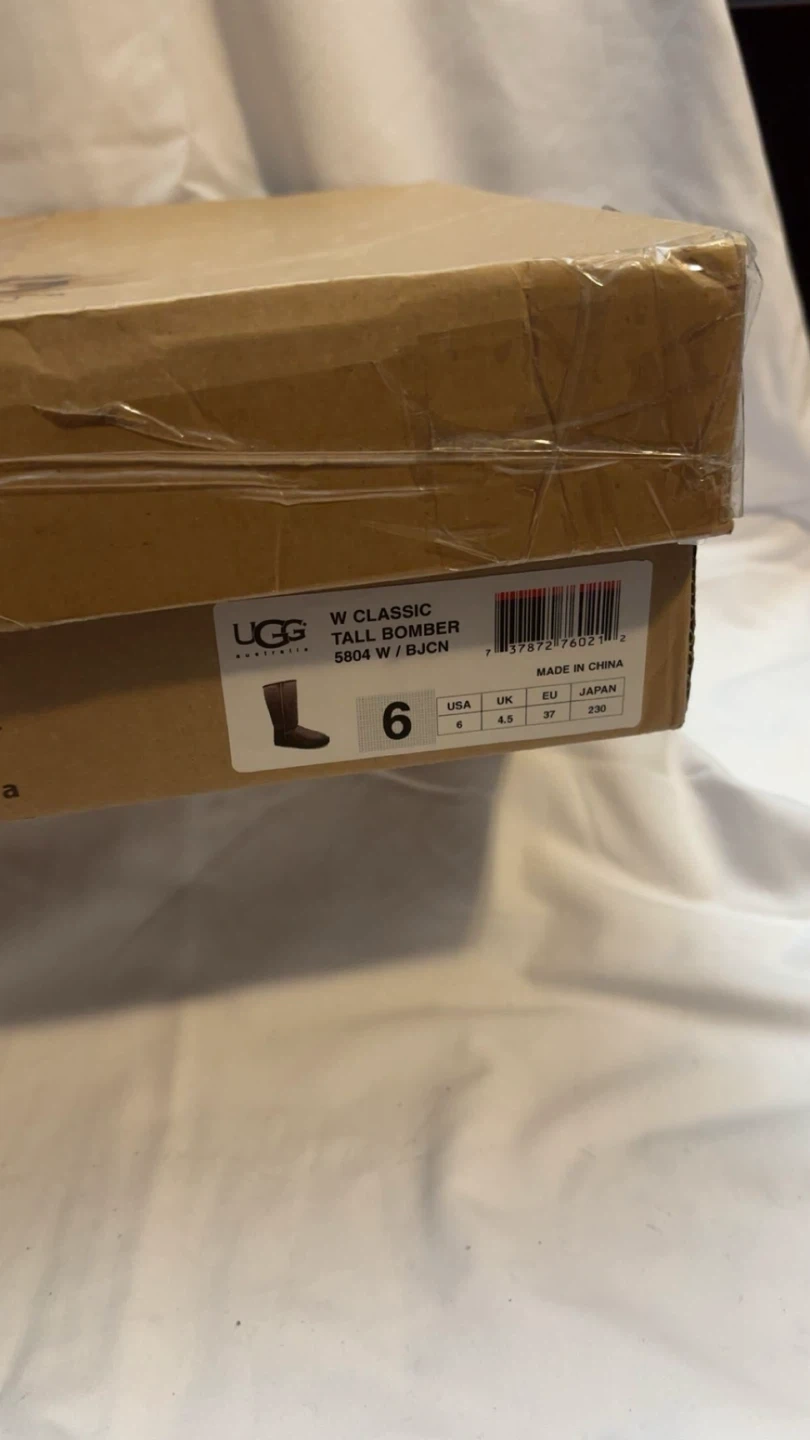 UGG
australia
W CLASSIC
TALL BOMBER
5804 W / BJCN
7 37872 76021 2
MADE IN CHINA
6
USA UK EU JAPAN
6 4.5 37 230
a